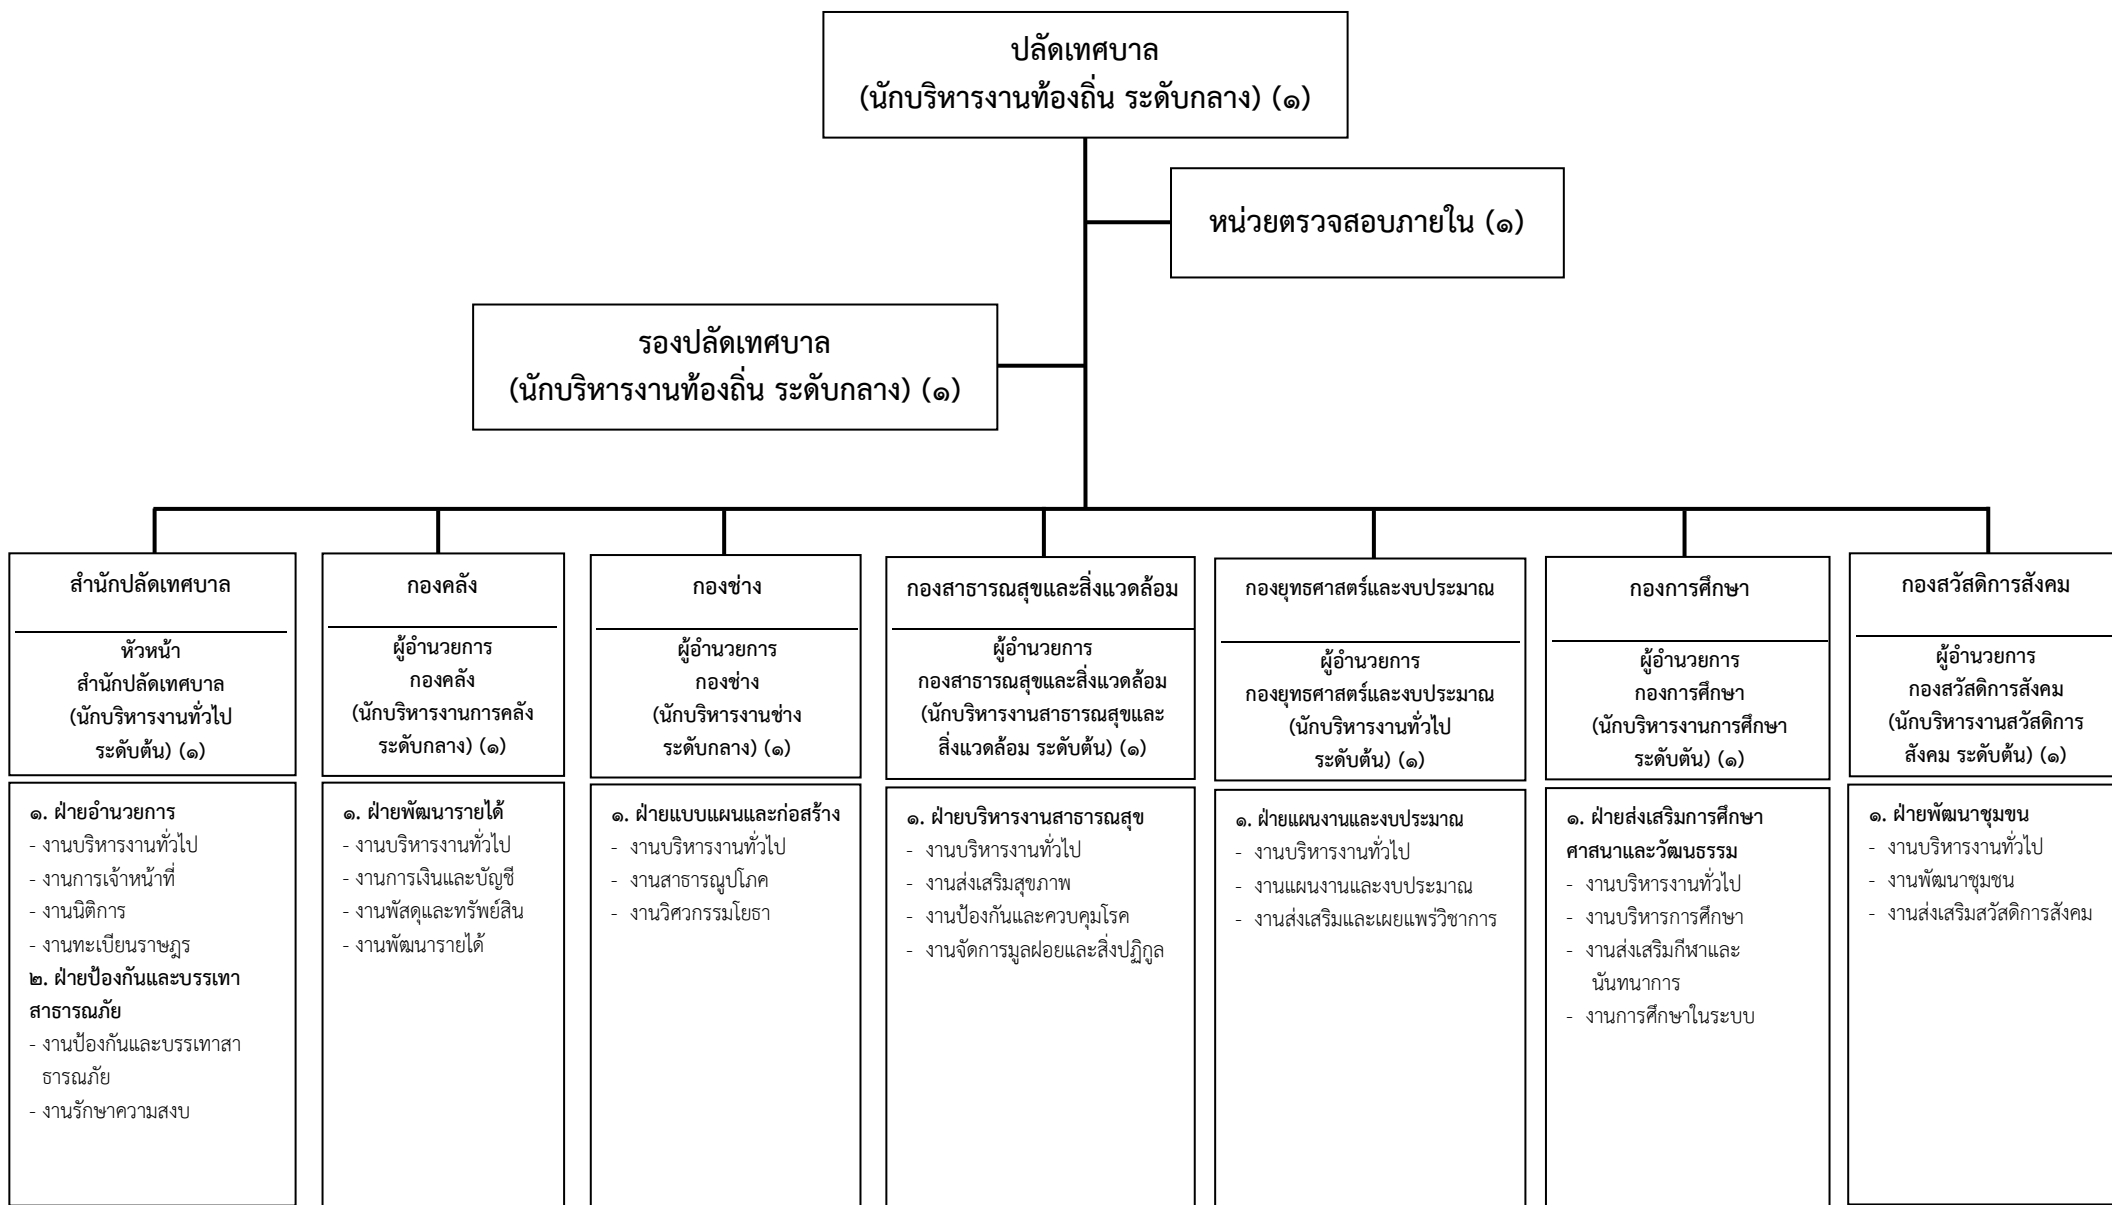 ปลัดเทศบาล
(นักบริหารงานท้องถิ่น ระดับกลาง) (๑)
หน่วยตรวจสอบภายใน (๑)
รองปลัดเทศบาล
(นักบริหารงานท้องถิ่น ระดับกลาง) (๑)
สำนักปลัดเทศบาล
หัวหน้า
สำนักปลัดเทศบาล
(นักบริหารงานทั่วไป
ระดับต้น) (๑)
๑. ฝ่ายอำนวยการ
- งานบริหารงานทั่วไป
- งานการเจ้าหน้าที่
- งานนิติการ
- งานทะเบียนราษฎร
๒. ฝ่ายป้องกันและบรรเทา
สาธารณภัย
- งานป้องกันและบรรเทาสา
ธารณภัย
- งานรักษาความสงบ
กองคลัง
ผู้อำนวยการ
กองคลัง
(นักบริหารงานการคลัง
ระดับกลาง) (๑)
๑. ฝ่ายพัฒนารายได้
- งานบริหารงานทั่วไป
- งานการเงินและบัญชี
- งานพัสดุและทรัพย์สิน
- งานพัฒนารายได้
กองช่าง
ผู้อำนวยการ
กองช่าง
(นักบริหารงานช่าง
ระดับกลาง) (๑)
๑. ฝ่ายแบบแผนและก่อสร้าง
- งานบริหารงานทั่วไป
- งานสาธารณูปโภค
- งานวิศวกรรมโยธา
กองสาธารณสุขและสิ่งแวดล้อม
ผู้อำนวยการ
กองสาธารณสุขและสิ่งแวดล้อม
(นักบริหารงานสาธารณสุขและ
สิ่งแวดล้อม ระดับต้น) (๑)
๑. ฝ่ายบริหารงานสาธารณสุข
- งานบริหารงานทั่วไป
- งานส่งเสริมสุขภาพ
- งานป้องกันและควบคุมโรค
- งานจัดการมูลฝอยและสิ่งปฏิกูล
กองยุทธศาสตร์และงบประมาณ
ผู้อำนวยการ
กองยุทธศาสตร์และงบประมาณ
(นักบริหารงานทั่วไป
ระดับต้น) (๑)
๑. ฝ่ายแผนงานและงบประมาณ
- งานบริหารงานทั่วไป
- งานแผนงานและงบประมาณ
- งานส่งเสริมและเผยแพร่วิชาการ
กองการศึกษา
ผู้อำนวยการ
กองการศึกษา
(นักบริหารงานการศึกษา
ระดับตัน) (๑)
๑. ฝ่ายส่งเสริมการศึกษา
ศาสนาและวัฒนธรรม
- งานบริหารงานทั่วไป
- งานบริหารการศึกษา
- งานส่งเสริมกีฬาและ
นันทนาการ
- งานการศึกษาในระบบ
กองสวัสดิการสังคม
ผู้อำนวยการ
กองสวัสดิการสังคม
(นักบริหารงานสวัสดิการ
สังคม ระดับต้น) (๑)
๑. ฝ่ายพัฒนาชุมขน
- งานบริหารงานทั่วไป
- งานพัฒนาชุมชน
- งานส่งเสริมสวัสดิการสังคม